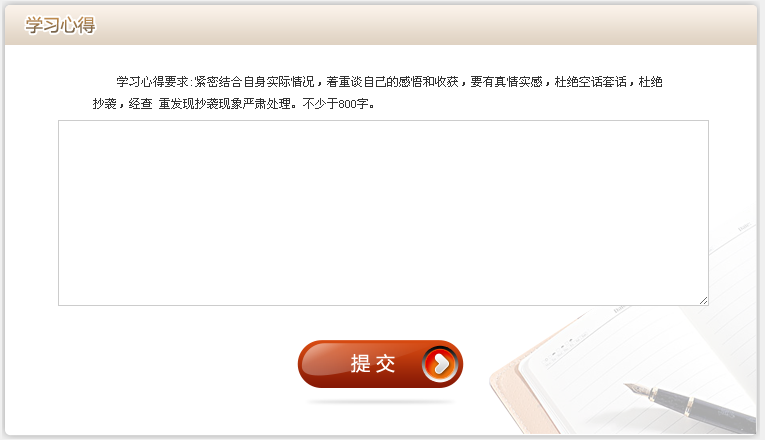 学习心得
学习心得要求:紧密结合自身实际情况，着重谈自己的感悟和收获，要有真情实感，杜绝空话套话，杜绝
抄袭，经查 重发现抄袭现象严肃处理。不少于800字。
提交